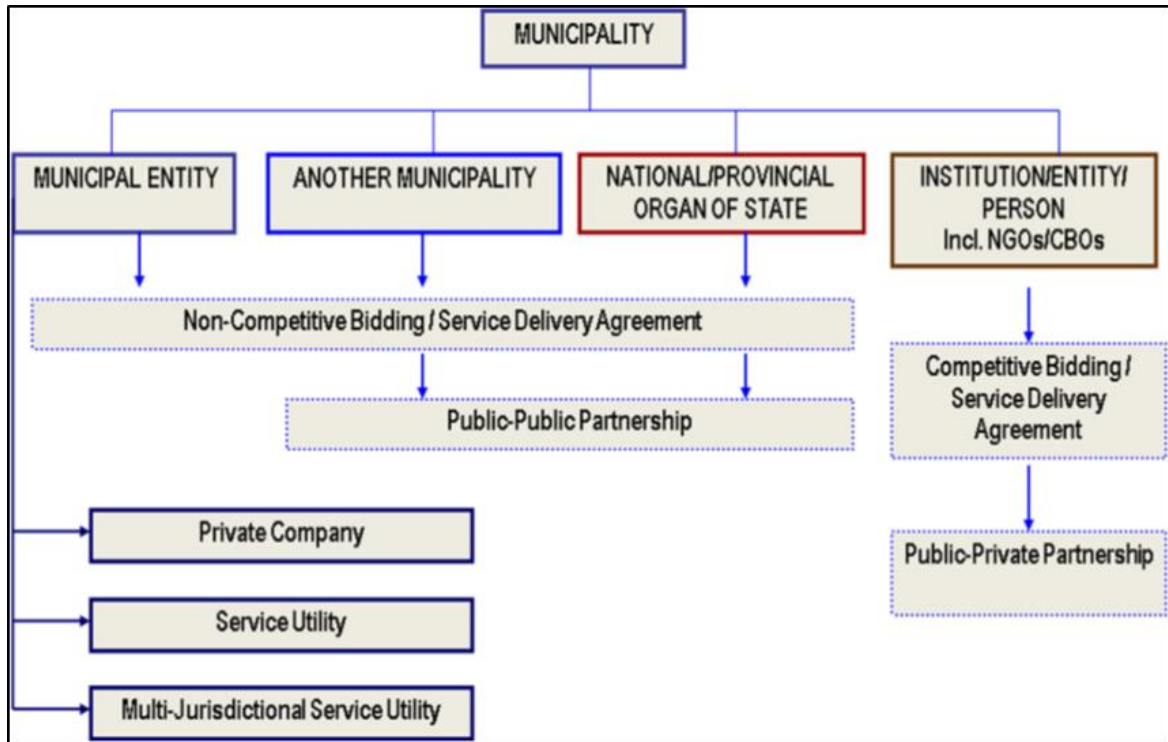 MUNICIPALITY
MUNICIPAL ENTITY
ANOTHER MUNICIPALITY
NATIONAL/PROVINCIAL
ORGAN OF STATE
INSTITUTION/ENTITY/
PERSON
Incl. NGOs/CBOs
Non-Competitive Bidding / Service Delivery Agreement
Competitive Bidding /
Service Delivery
Agreement
Public-Public Partnership
Private Company
Public-Private Partnership
Service Utility
Multi-Jurisdictional Service Utility